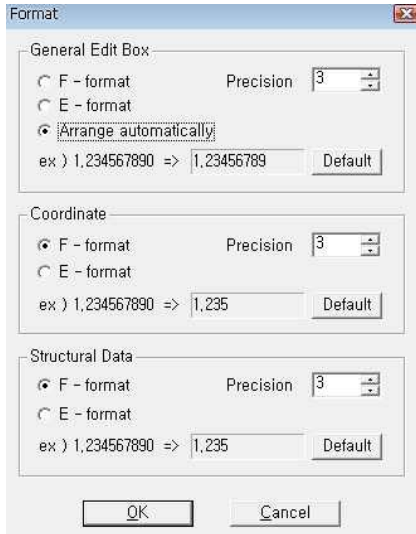 Format
General Edit Box
F - format Precision 3
E - format
Arrange automatically
ex ) 1,234567890 => 1,23456789 Default
Coordinate
F - format Precision 3
E - format
ex ) 1,234567890 => 1,235 Default
Structural Data
F - format Precision 3
E - format
ex ) 1,234567890 => 1,235 Default
OK Cancel